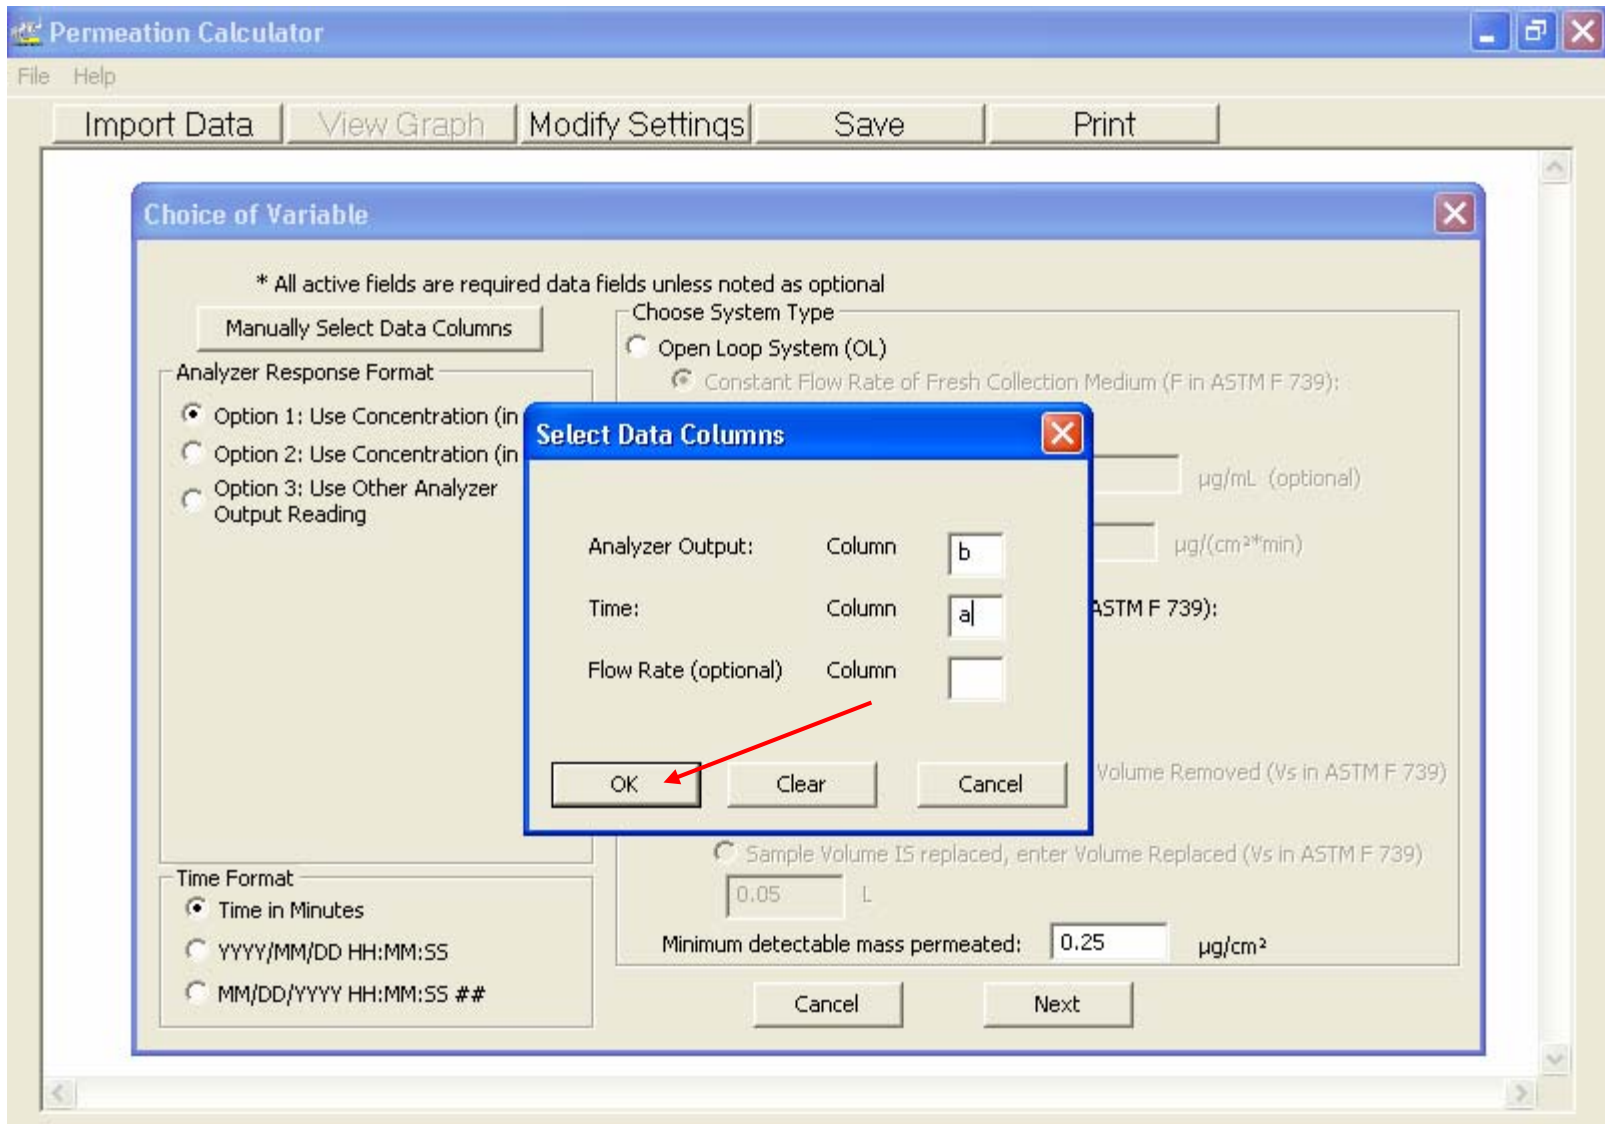 Permeation Calculator
File Help
Import Data View Graph Modify Settings Save Print
Choice of Variable
* All active fields are required data fields unless noted as optional
Manually Select Data Columns
Analyzer Response Format
Option 1: Use Concentration (in
Option 2: Use Concentration (in
Option 3: Use Other Analyzer
Output Reading
Time Format
Time in Minutes
YYYY/MM/DD HH:MM:SS
MM/DD/YYYY HH:MM:SS ##
Choose System Type
Open Loop System (OL)
Constant Flow Rate of Fresh Collection Medium (F in ASTM F 739):
µg/mL (optional)
µg/(cm²*min)
ASTM F 739):
Volume Removed (Vs in ASTM F 739)
Sample Volume IS replaced, enter Volume Replaced (Vs in ASTM F 739)
0.05 L
Minimum detectable mass permeated: 0.25 µg/cm²
Cancel Next
Select Data Columns
Analyzer Output: Column b
Time: Column a
Flow Rate (optional) Column
OK Clear Cancel